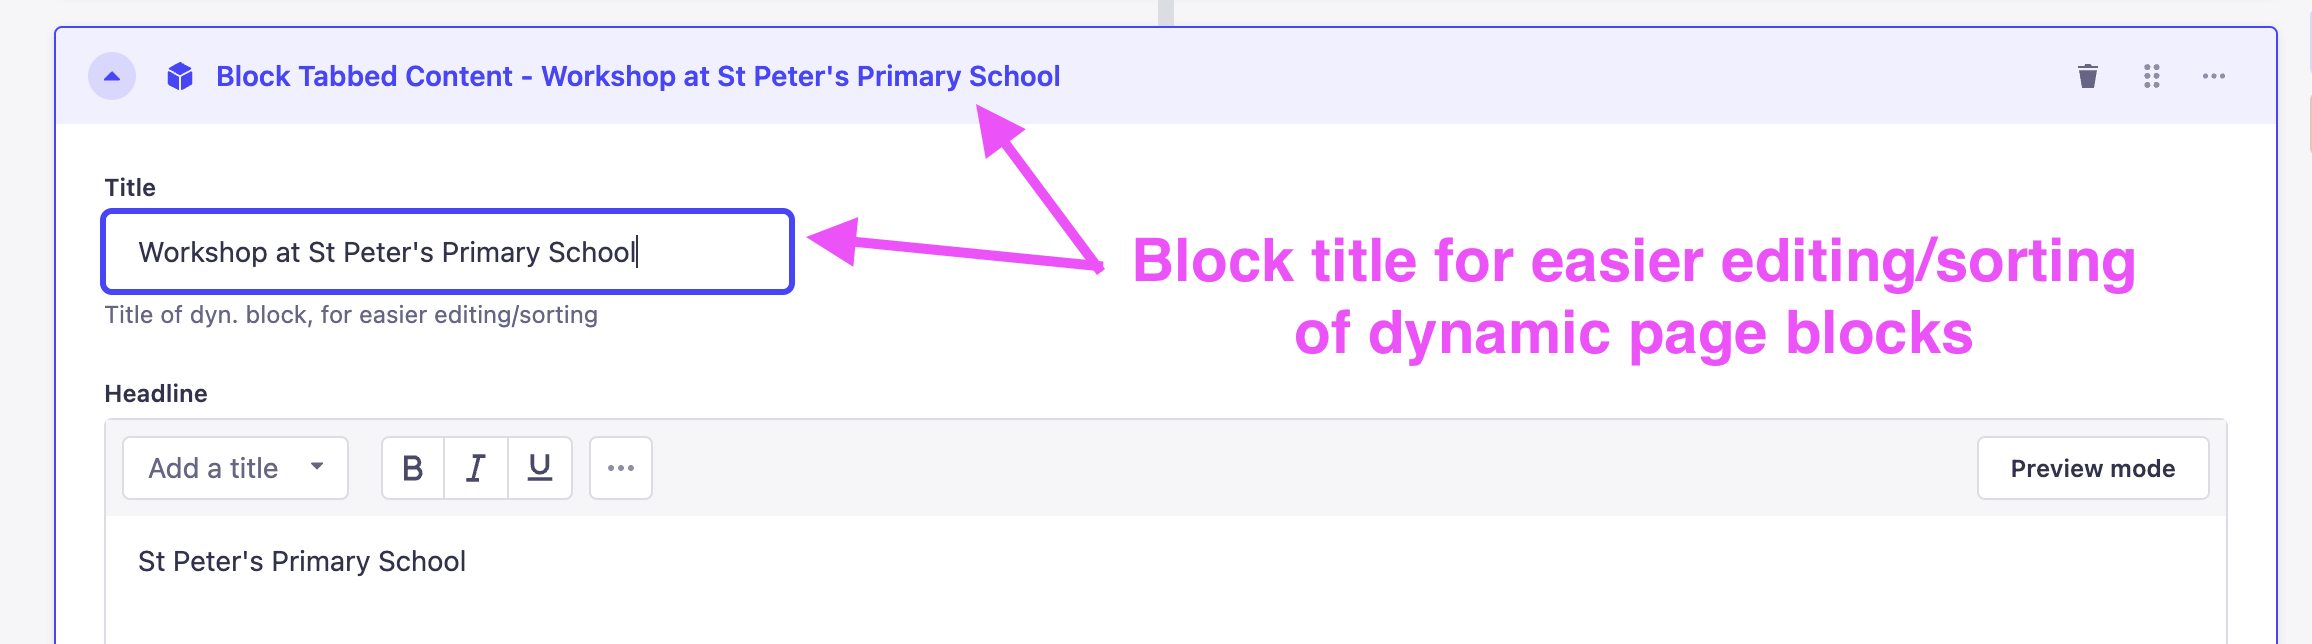 Block Tabbed Content - Workshop at St Peter's Primary School
Title
Workshop at St Peter's Primary School
Title of dyn. block, for easier editing/sorting
Block title for easier editing/sorting
of dynamic page blocks
Headline
Add a title
B I U
Preview mode
St Peter's Primary School